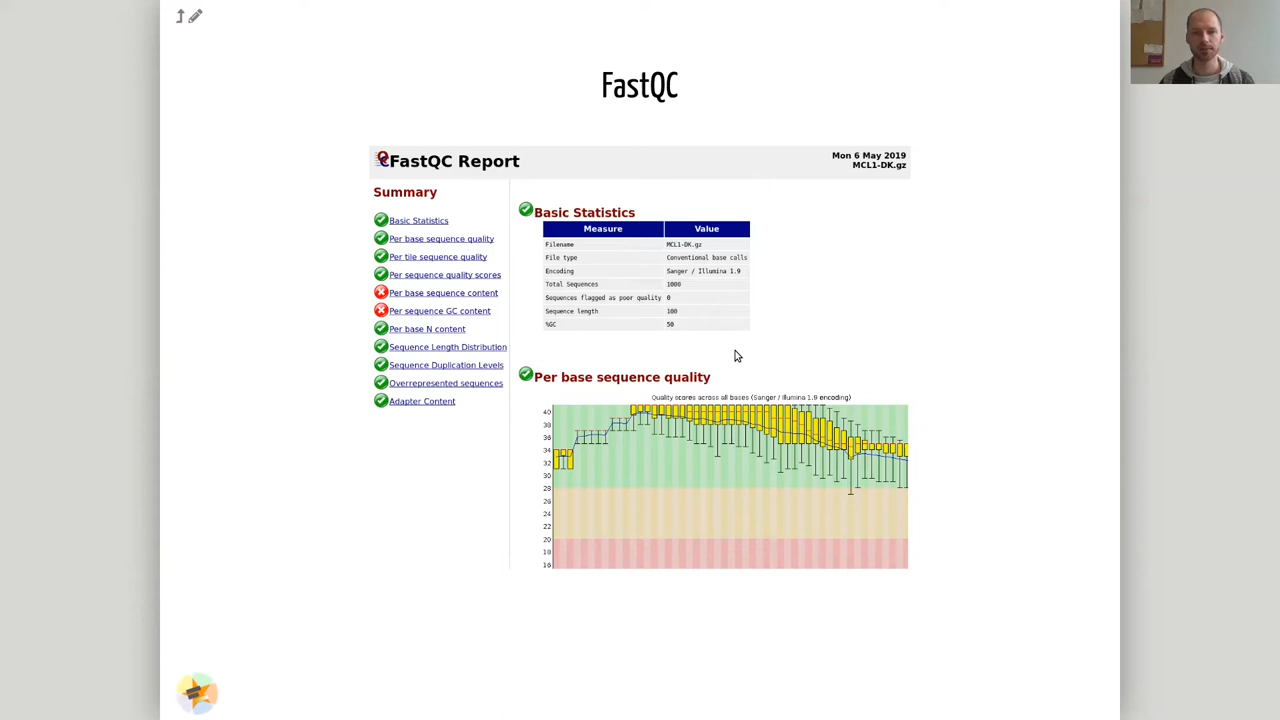 FastQC
FastQC Report
Mon 6 May 2019
MCL1-DK.gz
Summary
Basic Statistics
Per base sequence quality
Per tile sequence quality
Per sequence quality scores
Per base sequence content
Per sequence GC content
Per base N content
Sequence Length Distribution
Sequence Duplication Levels
Overrepresented sequences
Adapter Content
Basic Statistics
Measure Value
Filename MCL1-DK.gz
File type Conventional base calls
Encoding Sanger / Illumina 1.9
Total Sequences 1000
Sequences flagged as poor quality 0
Sequence length 100
%GC 50
Per base sequence quality
Quality scores across all bases (Sanger / Illumina 1.9 encoding)
40
38
36
34
32
30
28
26
24
22
20
18
16